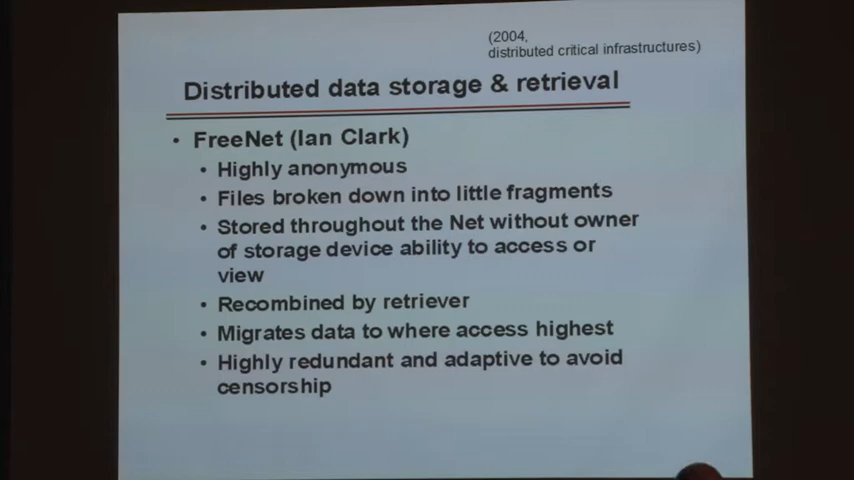 (2004,
distributed critical infrastructures)
Distributed data storage & retrieval
• FreeNet (Ian Clark)
• Highly anonymous
• Files broken down into little fragments
• Stored throughout the Net without owner
of storage device ability to access or
view
• Recombined by retriever
• Migrates data to where access highest
• Highly redundant and adaptive to avoid
censorship